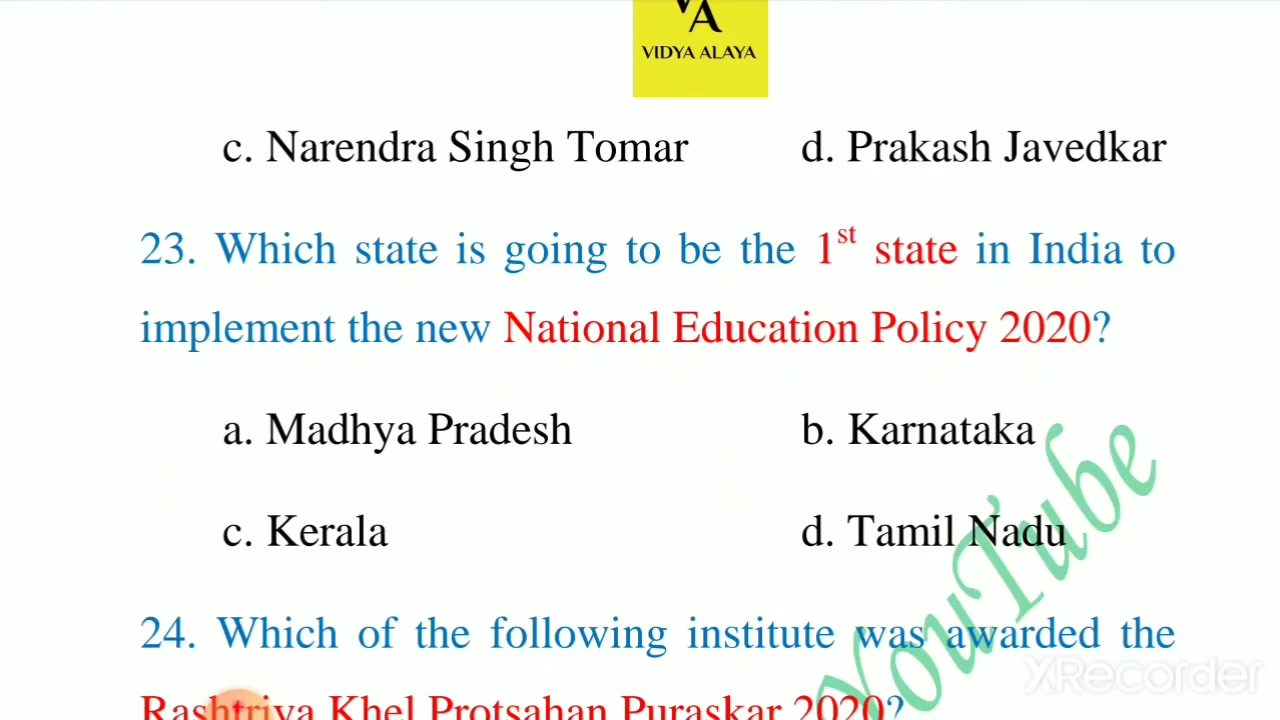 VA
VIDYA ALAYA
c. Narendra Singh Tomar d. Prakash Javedkar
23. Which state is going to be the 1st state in India to
implement the new National Education Policy 2020?
a. Madhya Pradesh b. Karnataka
c. Kerala d. Tamil Nadu
24. Which of the following institute was awarded the
Rashtriya Khel Protsahan Puraskar 2020?
YouTube
XRecorder